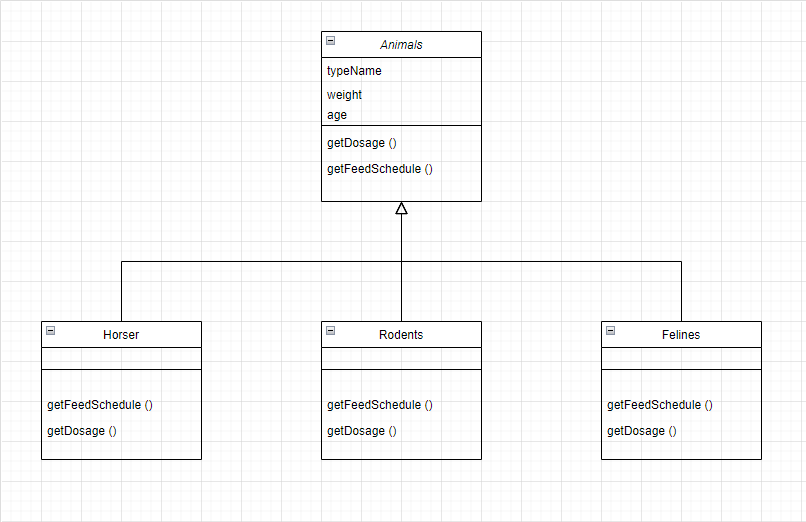 Animals
typeName
weight
age
getDosage ()
getFeedSchedule ()
Horser
getFeedSchedule ()
getDosage ()
Rodents
getFeedSchedule ()
getDosage ()
Felines
getFeedSchedule ()
getDosage ()